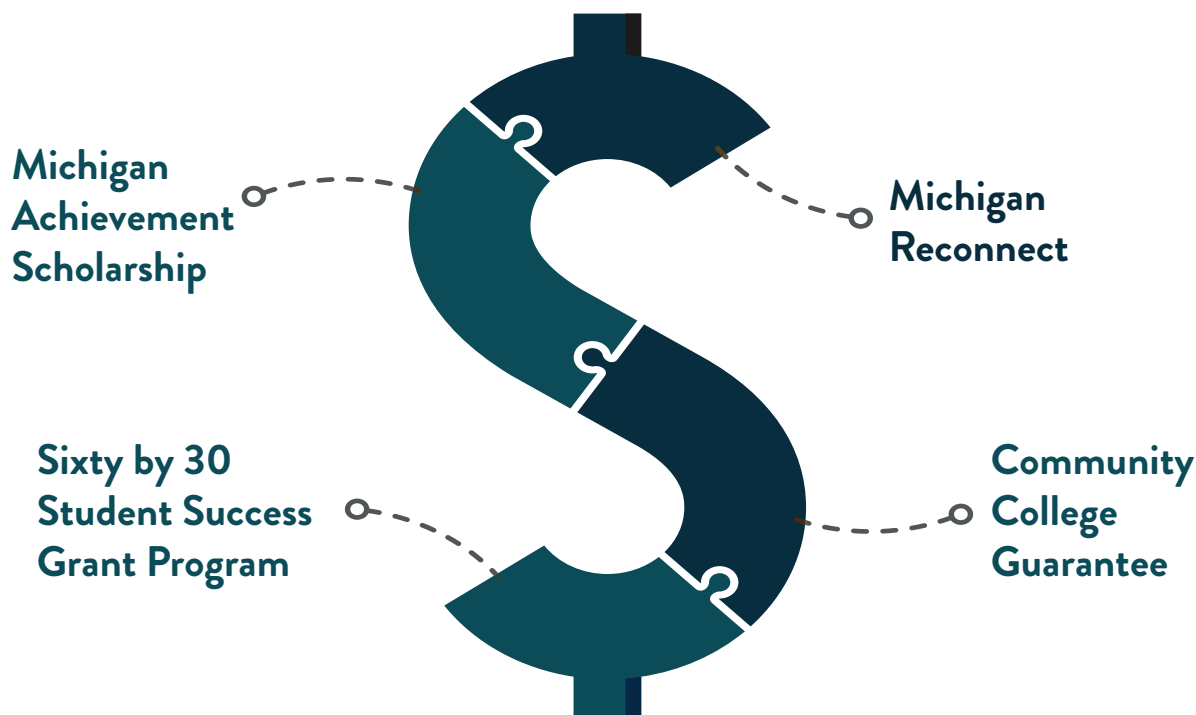 Michigan
Achievement
Scholarship
Michigan
Reconnect
Sixty by 30
Student Success
Grant Program
Community
College
Guarantee